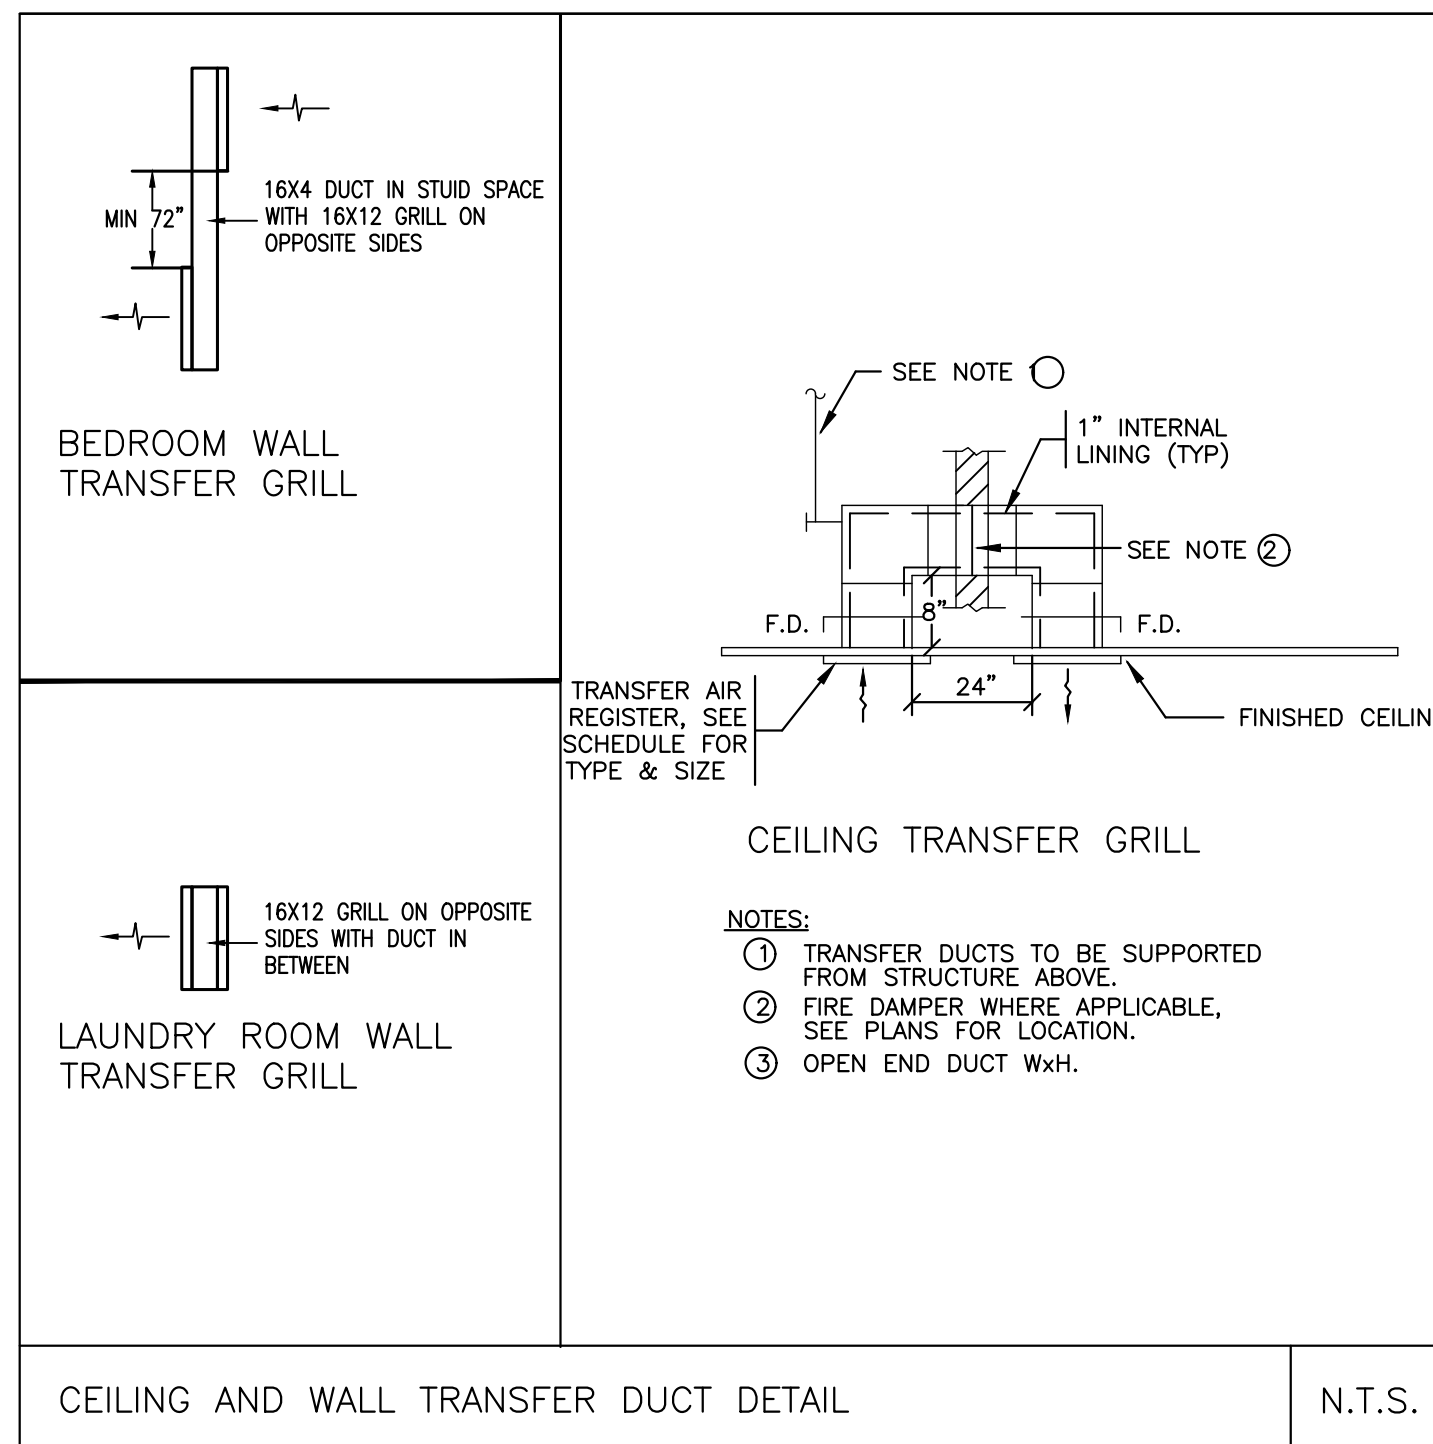 16X4 DUCT IN STUID SPACE
WITH 16X12 GRILL ON
OPPOSITE SIDES
MIN 72"
BEDROOM WALL
TRANSFER GRILL
16X12 GRILL ON OPPOSITE
SIDES WITH DUCT IN
BETWEEN
LAUNDRY ROOM WALL
TRANSFER GRILL
SEE NOTE 1
1" INTERNAL
LINING (TYP)
SEE NOTE 2
8"
F.D.
F.D.
24"
TRANSFER AIR
REGISTER, SEE
SCHEDULE FOR
TYPE & SIZE
FINISHED CEILIN
CEILING TRANSFER GRILL
NOTES:
1 TRANSFER DUCTS TO BE SUPPORTED
FROM STRUCTURE ABOVE.
2 FIRE DAMPER WHERE APPLICABLE,
SEE PLANS FOR LOCATION.
3 OPEN END DUCT WxH.
CEILING AND WALL TRANSFER DUCT DETAIL
N.T.S.